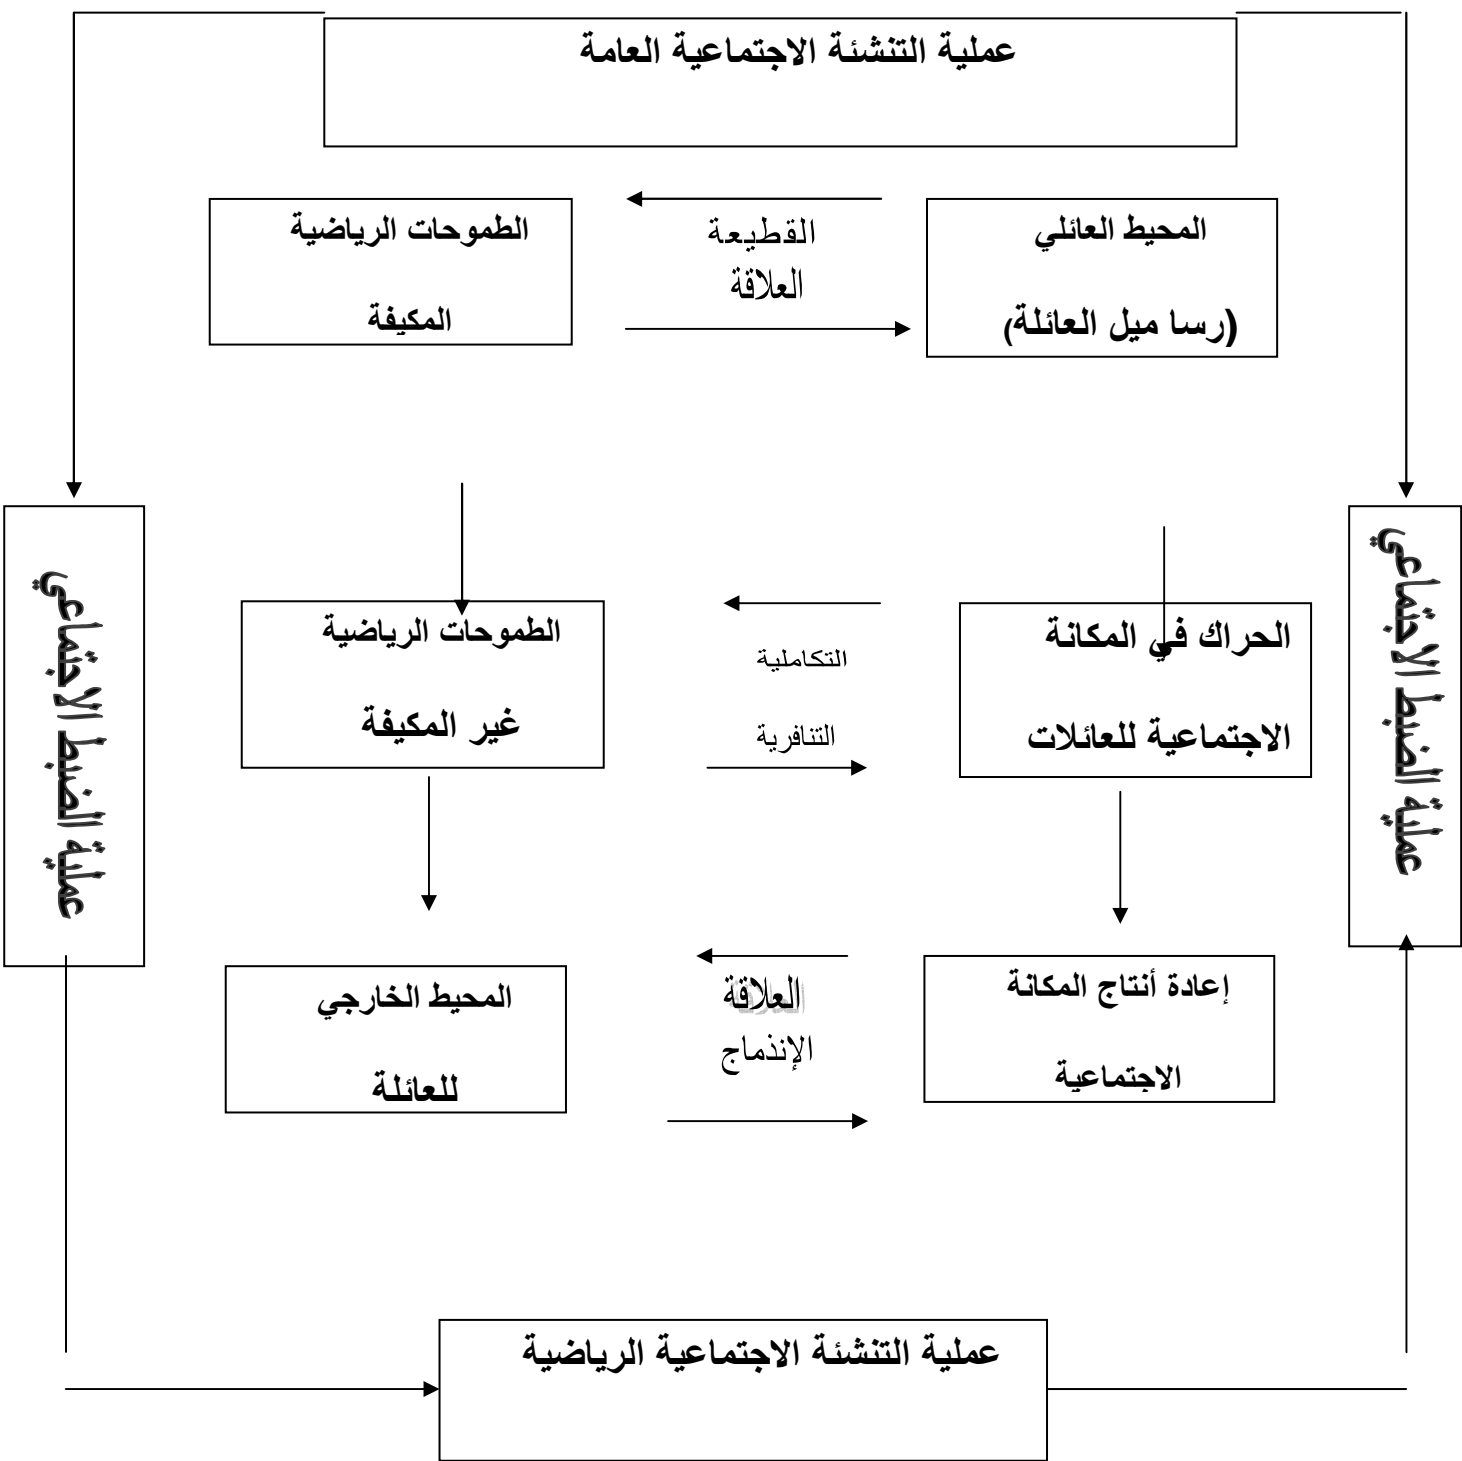 عملية التنشئة الاجتماعية العامة
المحيط العائلي
(رسا ميل العائلة)
القطيعة
العلاقة
الطموحات الرياضية
المكيفة
عملية الضبط الاجتماعي
الحراك في المكانة
الاجتماعية للعائلات
التكاملية
التنافرية
الطموحات الرياضية
غير المكيفة
عملية الضبط الاجتماعي
إعادة أنتاج المكانة
الاجتماعية
العلاقة
الإنذماج
المحيط الخارجي
للعائلة
عملية التنشئة الاجتماعية الرياضية